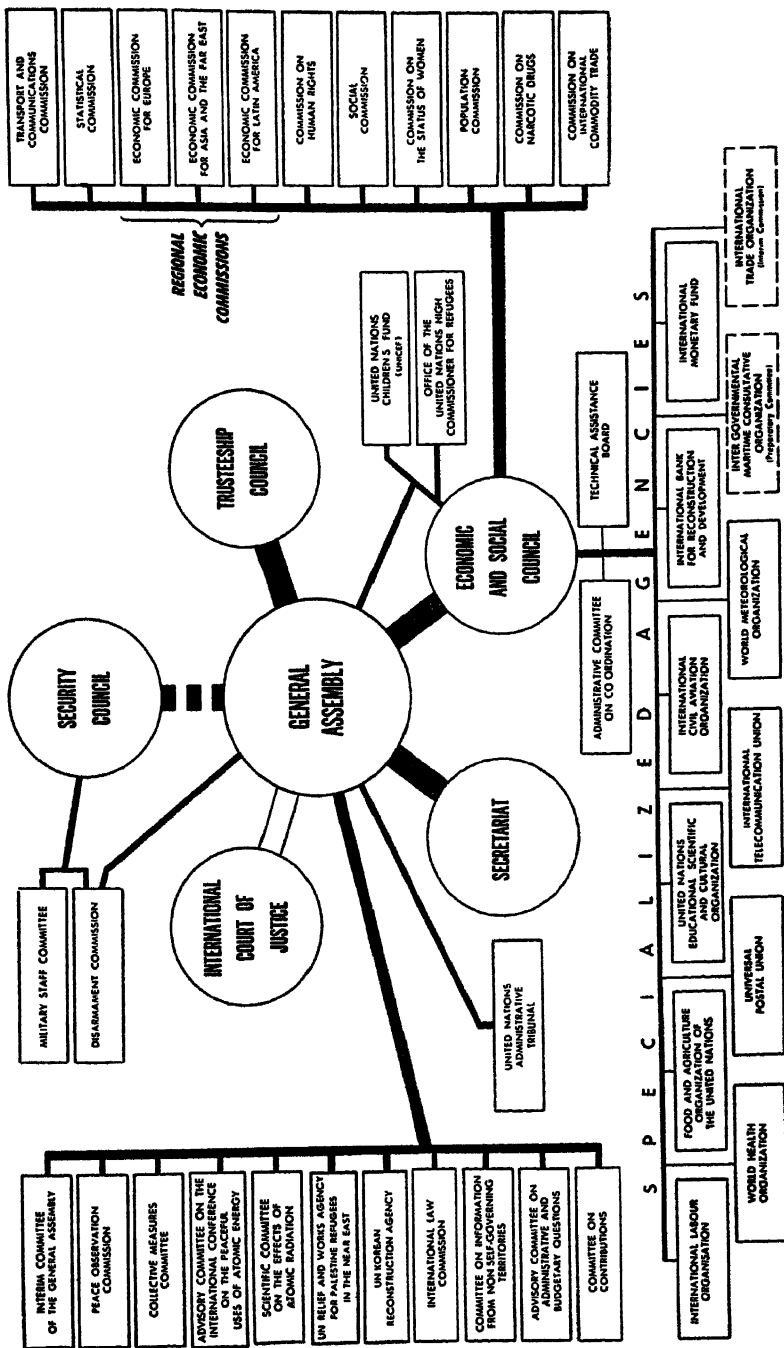 TRANSPORT AND
COMMUNICATIONS
COMMISSION
STATISTICAL
COMMISSION
ECONOMIC COMMISSION
FOR EUROPE
ECONOMIC COMMISSION
FOR ASIA AND THE FAR EAST
ECONOMIC COMMISSION
FOR LATIN AMERICA
COMMISSION ON
HUMAN RIGHTS
SOCIAL
COMMISSION
COMMISSION ON
THE STATUS OF WOMEN
POPULATION
COMMISSION
COMMISSION ON
NARCOTIC DRUGS
COMMISSION ON
INTERNATIONAL
COMMODITY TRADE
REGIONAL
ECONOMIC
COMMISSIONS
UNITED NATIONS
CHILDREN S FUND
(UNICEF)
OFFICE OF THE
UNITED NATIONS HIGH
COMMISSIONER FOR REFUGEES
TRUSTEESHIP
COUNCIL
SECURITY
COUNCIL
GENERAL
ASSEMBLY
ECONOMIC
AND SOCIAL
COUNCIL
INTERNATIONAL
COURT OF
JUSTICE
SECRETARIAT
MILITARY STAFF COMMITTEE
DISARMAMENT COMMISSION
UNITED NATIONS
ADMINISTRATIVE
TRIBUNAL
TECHNICAL ASSISTANCE
BOARD
ADMINISTRATIVE COMMITTEE
ON CO ORDINATION
INTERIM COMMITTEE
OF THE GENERAL ASSEMBLY
PEACE OBSERVATION
COMMISSION
COLLECTIVE MEASURES
COMMITTEE
ADVISORY COMMITTEE ON THE
INTERNATIONAL CONFERENCE
ON THE PEACEFUL
USES OF ATOMIC ENERGY
SCIENTIFIC COMMITTEE
ON THE EFFECTS OF
ATOMIC RADIATION
UN RELIEF AND WORKS AGENCY
FOR PALESTINE REFUGEES
IN THE NEAR EAST
UN KOREAN
RECONSTRUCTION AGENCY
INTERNATIONAL LAW
COMMISSION
COMMITTEE ON INFORMATION
FROM NON SELF-GOVERNING
TERRITORIES
ADVISORY COMMITTEE ON
ADMINISTRATIVE AND
BUDGETARY QUESTIONS
COMMITTEE ON
CONTRIBUTIONS
SPECIALIZED AGENCIES
INTERNATIONAL LABOUR
ORGANISATION
FOOD AND AGRICULTURE
ORGANIZATION OF
THE UNITED NATIONS
UNITED NATIONS
EDUCATIONAL SCIENTIFIC
AND CULTURAL
ORGANIZATION
INTERNATIONAL
CIVIL AVIATION
ORGANIZATION
INTERNATIONAL BANK
FOR RECONSTRUCTION
AND DEVELOPMENT
INTERNATIONAL
MONETARY FUND
WORLD HEALTH
ORGANIZATION
UNIVERSAL
POSTAL UNION
INTERNATIONAL
TELECOMMUNICATION UNION
WORLD METEOROLOGICAL
ORGANIZATION
INTER GOVERNMENTAL
MARITIME CONSULTATIVE
ORGANIZATION
(Preparatory Committee)
INTERNATIONAL
TRADE ORGANIZATION
(Interim Commission)